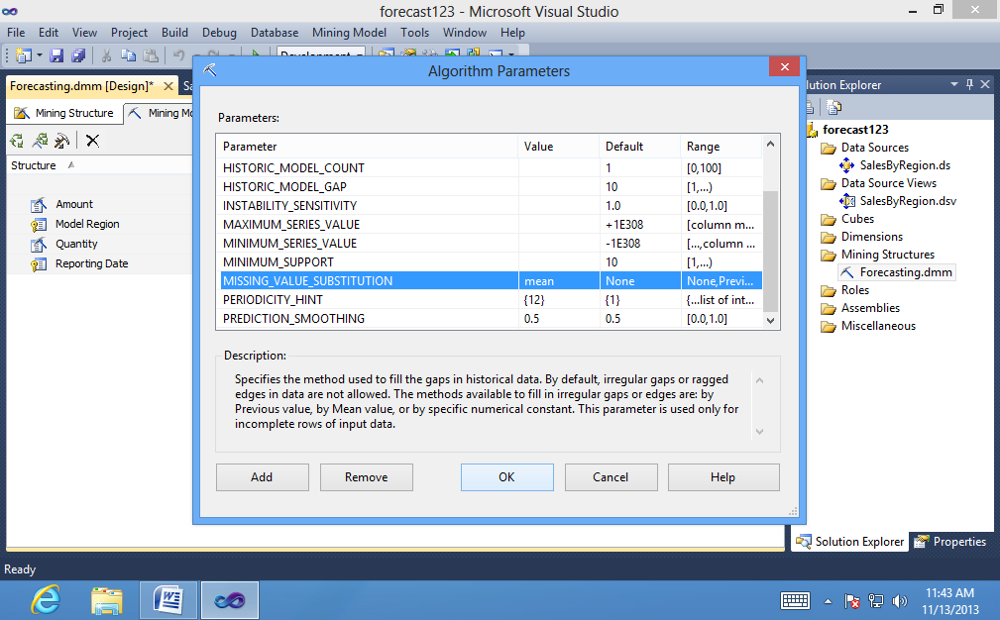 forecast123 - Microsoft Visual Studio
File Edit View Project Build Debug Database Mining Model Tools Window Help
Development
Forecasting.dmm [Design]*
Mining Structure
Structure
Amount
Model Region
Quantity
Reporting Date
Algorithm Parameters
Parameters:
Parameter Value Default Range
HISTORIC_MODEL_COUNT 1 [0,100]
HISTORIC_MODEL_GAP 10 [1,...)
INSTABILITY_SENSITIVITY 1.0 [0.0,1.0]
MAXIMUM_SERIES_VALUE +1E308 [column m...
MINIMUM_SERIES_VALUE -1E308 [...,column ...
MINIMUM_SUPPORT 10 [1,...)
MISSING_VALUE_SUBSTITUTION mean None None,Previ...
PERIODICITY_HINT {12} {1} {...list of int...
PREDICTION_SMOOTHING 0.5 0.5 [0.0,1.0]
Description:
Specifies the method used to fill the gaps in historical data. By default, irregular gaps or ragged
edges in data are not allowed. The methods available to fill in irregular gaps or edges are: by
Previous value, by Mean value, or by specific numerical constant. This parameter is used only for
incomplete rows of input data.
Add Remove OK Cancel Help
lution Explorer
forecast123
Data Sources
SalesByRegion.ds
Data Source Views
SalesByRegion.dsv
Cubes
Dimensions
Mining Structures
Forecasting.dmm
Roles
Assemblies
Miscellaneous
Solution Explorer Properties
Ready
11:43 AM
11/13/2013